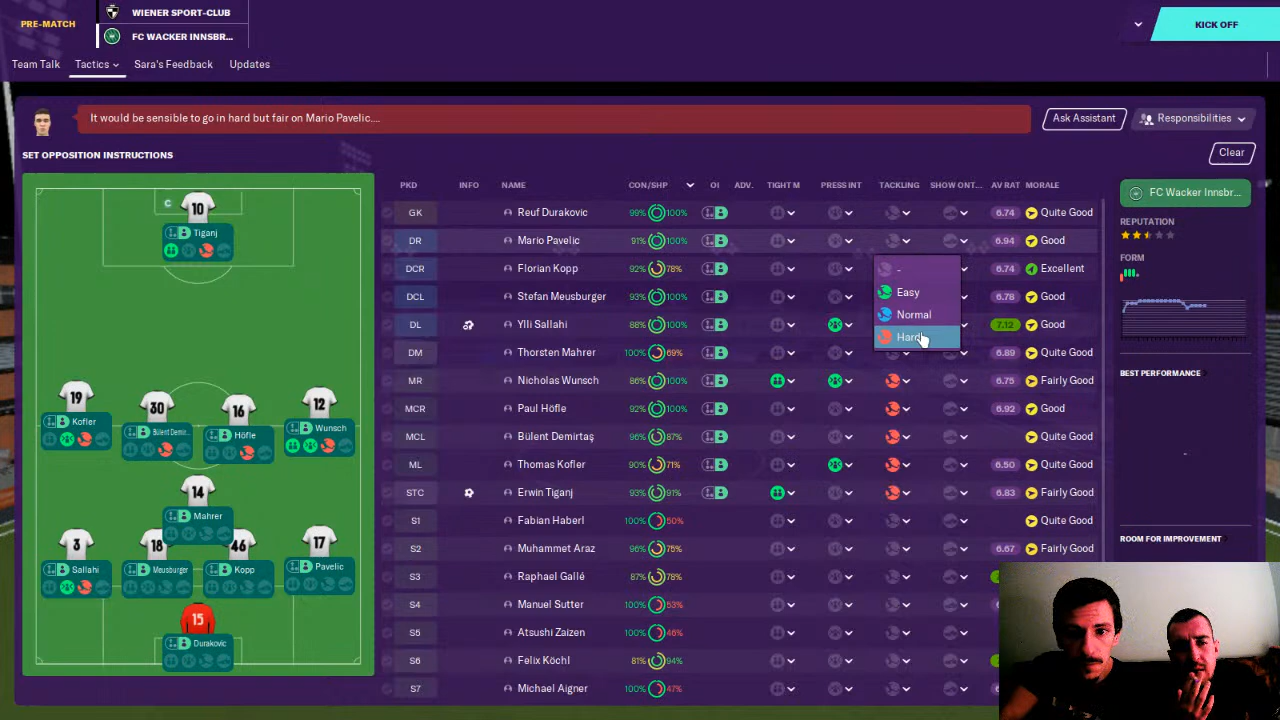 PRE-MATCH
WIENER SPORT-CLUB
FC WACKER INNSBR...
KICK OFF
Team Talk Tactics Sara's Feedback Updates
It would be sensible to go in hard but fair on Mario Pavelic....
Ask Assistant Responsibilities
SET OPPOSITION INSTRUCTIONS
Clear
PKD INFO NAME CON/SHP OI ADV. TIGHT M PRESS INT TACKLING SHOW ONT... AV RAT MORALE
GK Reuf Durakovic 99% 100% 6.74 Quite Good
DR Mario Pavelic 91% 100% 6.94 Good
DCR Florian Kopp 92% 78% - 6.74 Excellent
DCL Stefan Meusburger 93% 100% Easy 6.78 Good
DL Ylli Sallahi 88% 100% Normal 7.12 Good
Hard
DM Thorsten Mahrer 100% 69% 6.89 Quite Good
MR Nicholas Wunsch 86% 100% 6.75 Fairly Good
MCR Paul Höfle 92% 100% 6.92 Good
MCL Bülent Demirtaş 96% 87% Quite Good
ML Thomas Kofler 90% 71% 6.50 Quite Good
STC Erwin Tiganj 93% 91% 6.83 Fairly Good
S1 Fabian Haberl 100% 50% Quite Good
S2 Muhammet Araz 96% 75% 6.67 Fairly Good
S3 Raphael Gallé 87% 78%
S4 Manuel Sutter 100% 53%
S5 Atsushi Zaizen 100% 46%
S6 Felix Köchl 81% 94%
S7 Michael Aigner 100% 47%
C 10
Tiganj
19 30 16 12
Kofler Bülent Demir... Höfle Wunsch
14
Mahrer
3 18 46 17
Sallahi Meusburger Kopp Pavelic
15
Durakovic
FC Wacker Innsbr...
REPUTATION
FORM
BEST PERFORMANCE
-
ROOM FOR IMPROVEMENT